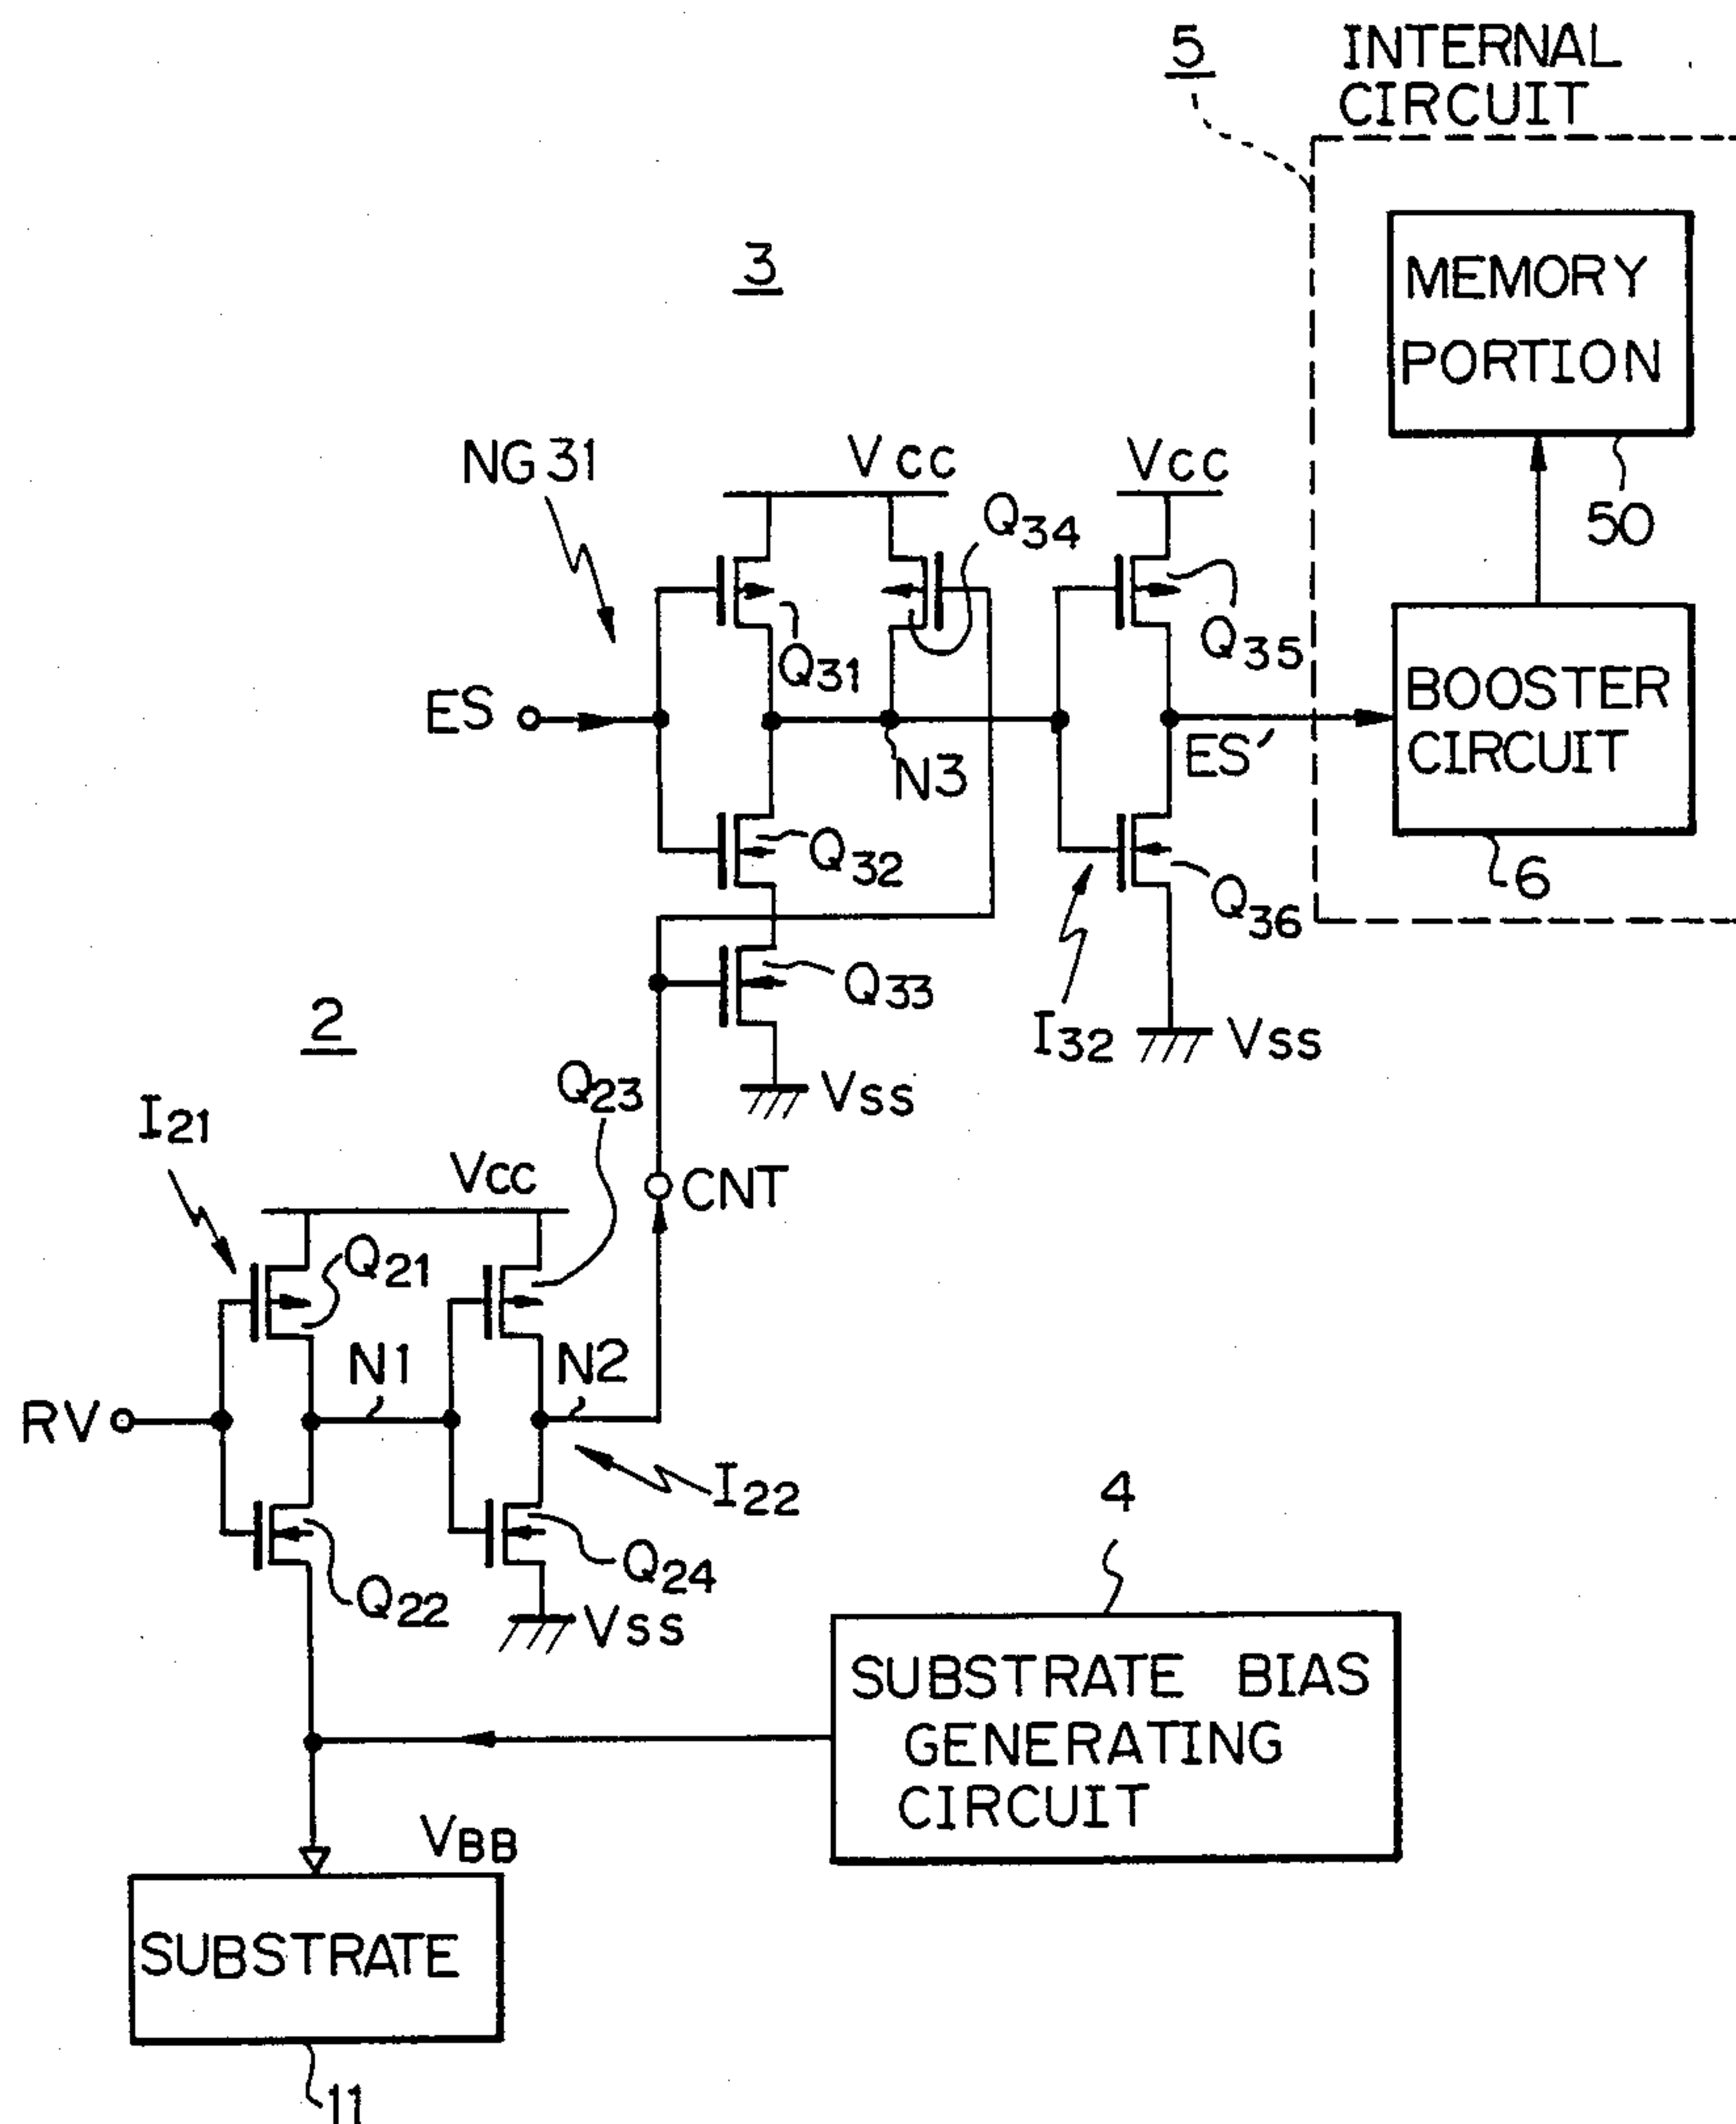 5
INTERNAL
CIRCUIT
3
MEMORY
PORTION
50
NG31
Vcc
Vcc
Q34
Q31
Q35
ES
N3
ES'
BOOSTER
CIRCUIT
6
Q32
Q36
Q33
I32
Vss
Vss
2
Q23
I21
Vcc
CNT
Q21
N1
N2
RV
I22
Q22
Q24
Vss
4
SUBSTRATE BIAS
GENERATING
CIRCUIT
VBB
SUBSTRATE
11